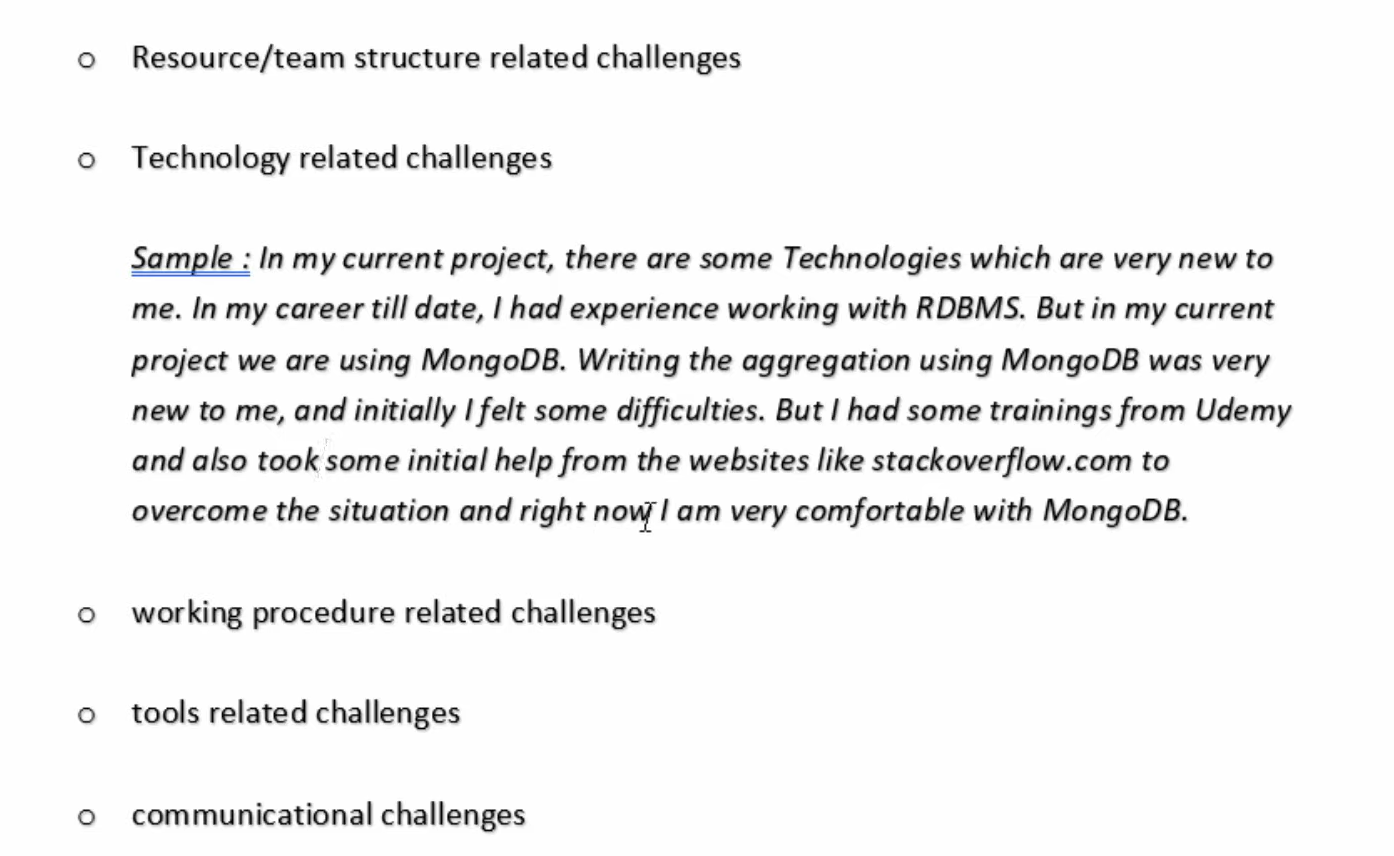 o Resource/team structure related challenges
o Technology related challenges
Sample : In my current project, there are some Technologies which are very new to
me. In my career till date, I had experience working with RDBMS. But in my current
project we are using MongoDB. Writing the aggregation using MongoDB was very
new to me, and initially I felt some difficulties. But I had some trainings from Udemy
and also took some initial help from the websites like stackoverflow.com to
overcome the situation and right now I am very comfortable with MongoDB.
o working procedure related challenges
o tools related challenges
o communicational challenges